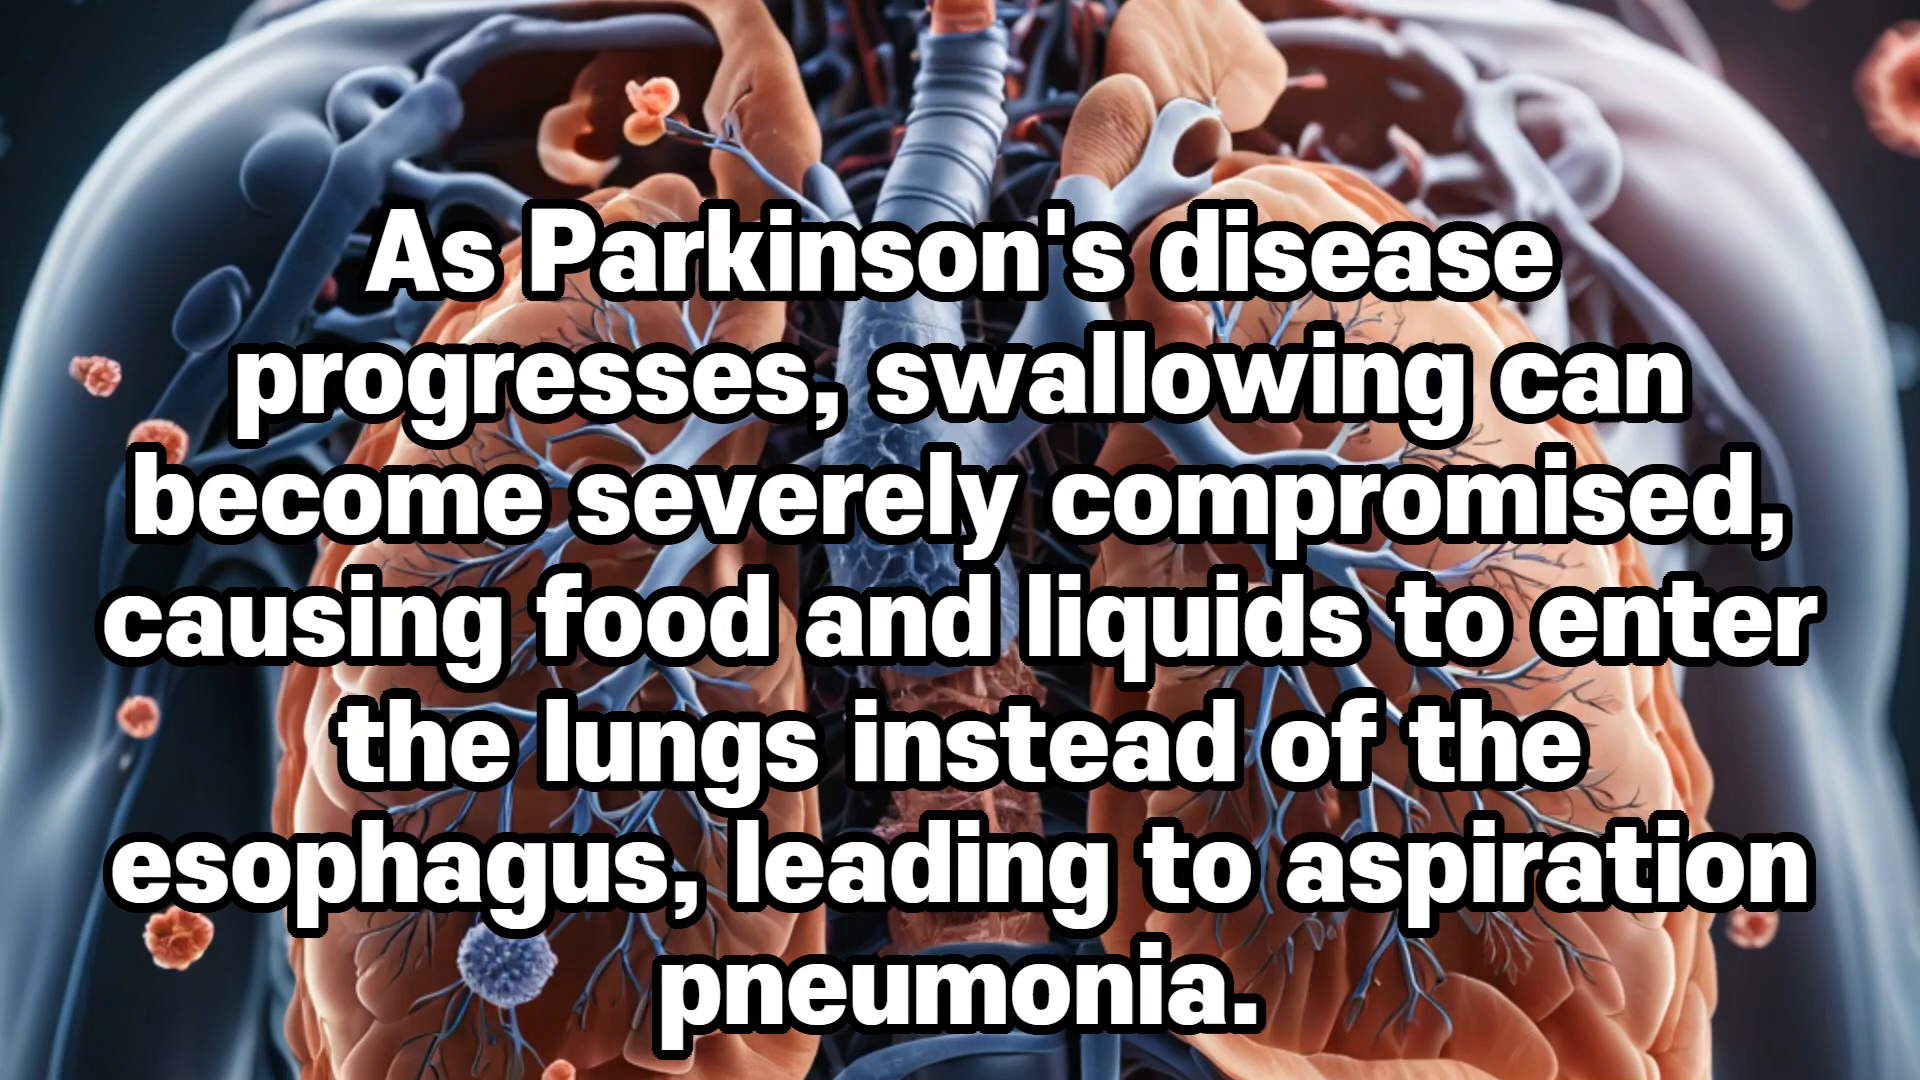 As Parkinson's disease
progresses, swallowing can
become severely compromised,
causing food and liquids to enter
the lungs instead of the
esophagus, leading to aspiration
pneumonia.